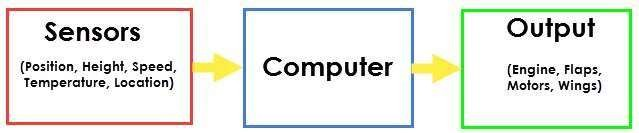 Sensors
(Position, Height, Speed,
Temperature, Location)
Computer
Output
(Engine, Flaps,
Motors, Wings)